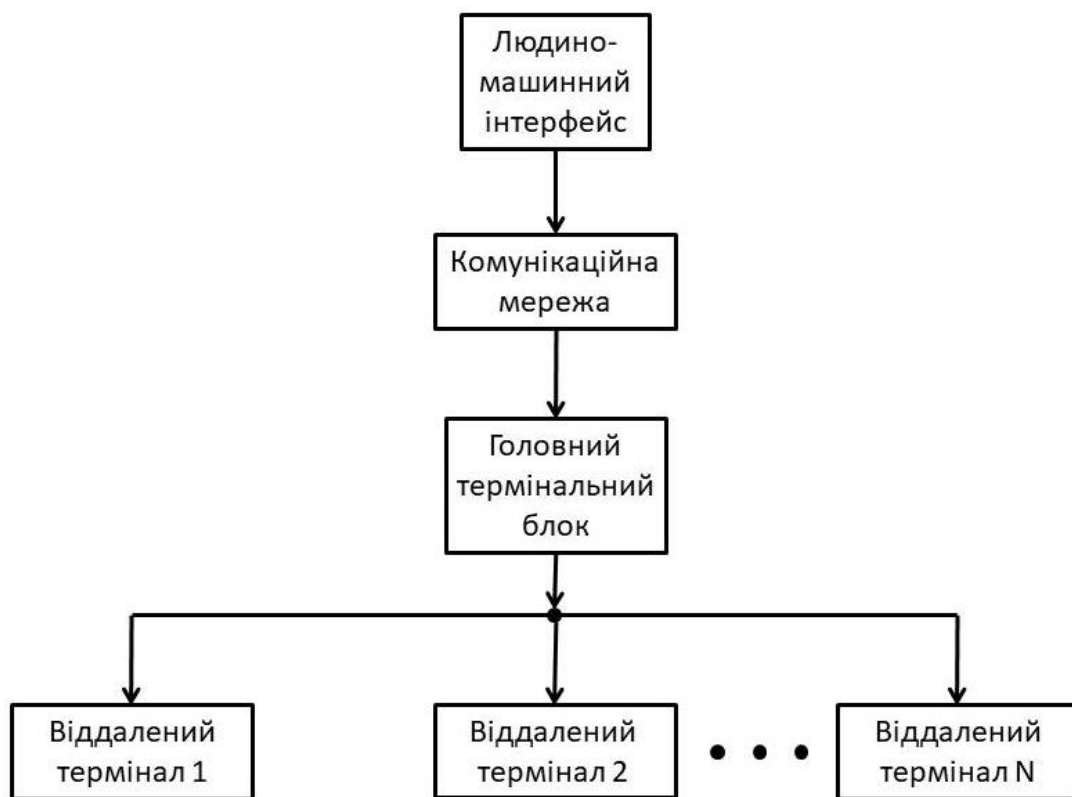 Людино-
машинний
інтерфейс
Комунікаційна
мережа
Головний
термінальний
блок
Віддалений
термінал 1
Віддалений
термінал 2
Віддалений
термінал N